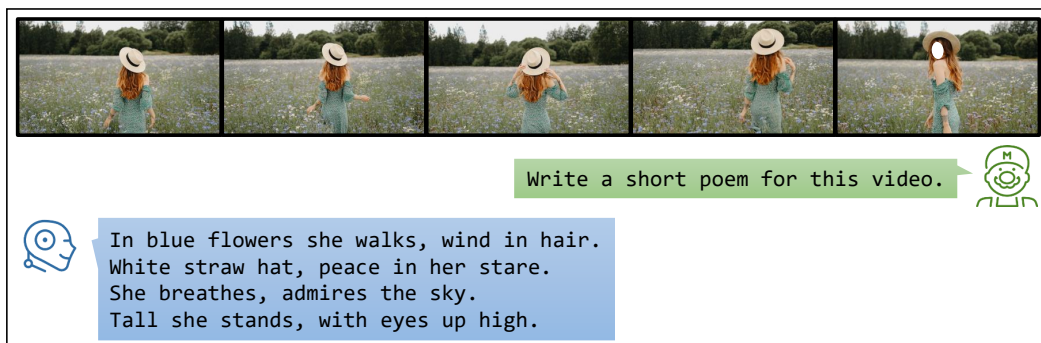 M
Write a short poem for this video.
In blue flowers she walks, wind in hair.
White straw hat, peace in her stare.
She breathes, admires the sky.
Tall she stands, with eyes up high.